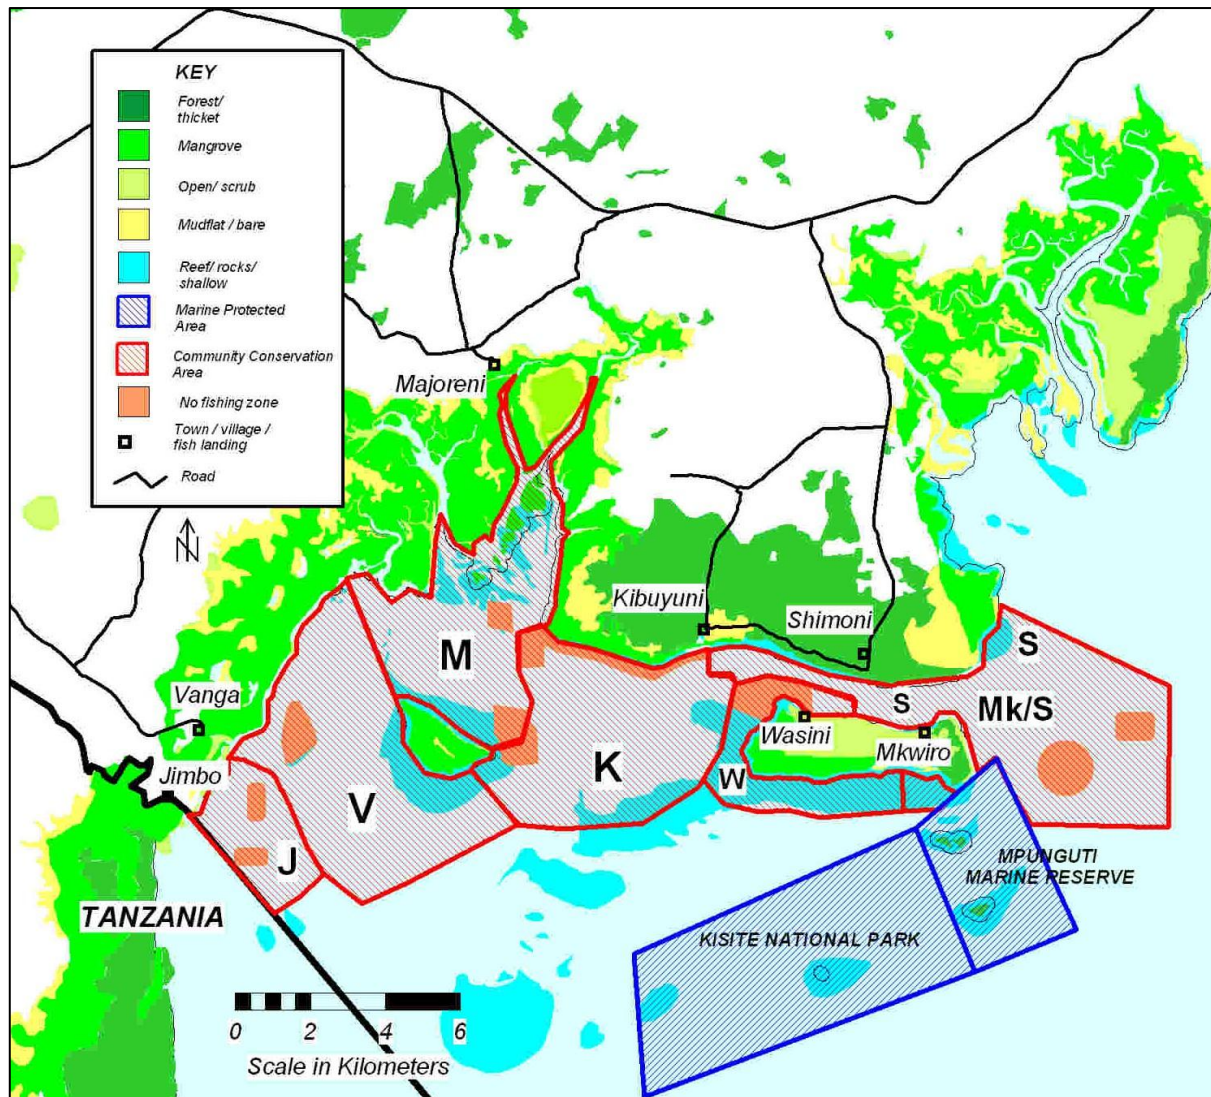 KEY
Forest/
thicket
Mangrove
Open/ scrub
Mudflat / bare
Reef/ rocks/
shallow
Marine Protected
Area
Community Conservation
Area
No fishing zone
Town / village /
fish landing
Road
N
Majoreni
Kibuyuni
Shimoni
M
S
Vanga
S
Mk/S
Wasini
Mkwiro
Jimbo
K
W
V
J
MPUNGUTI
MARINE RESERVE
TANZANIA
KISITE NATIONAL PARK
0 2 4 6
Scale in Kilometers